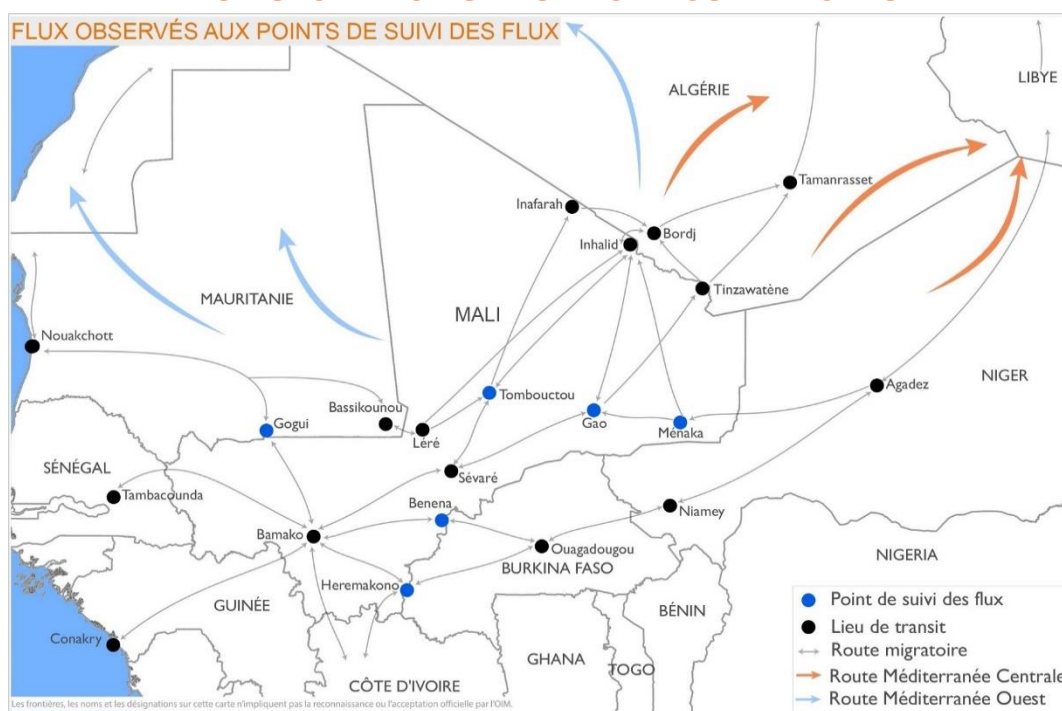 FLUX OBSERVÉS AUX POINTS DE SUIVI DES FLUX
LIBYE
ALGÉRIE
Tamanrasset
Inafarah
Bordj
Inhalid
Tinzawatène
MAURITANIE
MALI
Nouakchott
Agadez
NIGER
Tombouctou
Bassikounou
Gogui
Léré
Gao
Ménaka
SÉNÉGAL
Sévaré
Tambacounda
Benena
Niamey
Bamako
Ouagadougou
BURKINA FASO
NIGERIA
Heremakono
GUINÉE
BÉNIN
Conakry
GHANA
TOGO
CÔTE D'IVOIRE
Point de suivi des flux
Lieu de transit
Route migratoire
Route Méditerranée Centrale
Route Méditerranée Ouest
Les frontières, les noms et les désignations sur cette carte n'impliquent pas la reconnaissance ou l'acceptation officielle par l'OIM.